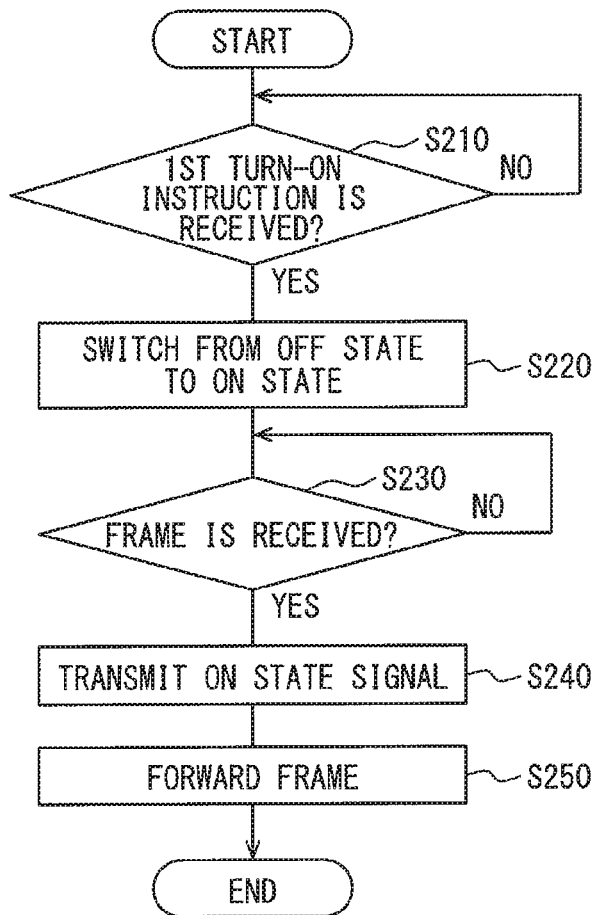 START
S210
1ST TURN-ON
INSTRUCTION IS
RECEIVED?
NO
YES
SWITCH FROM OFF STATE
TO ON STATE
S220
S230
NO
FRAME IS RECEIVED?
YES
TRANSMIT ON STATE SIGNAL
S240
FORWARD FRAME
S250
END